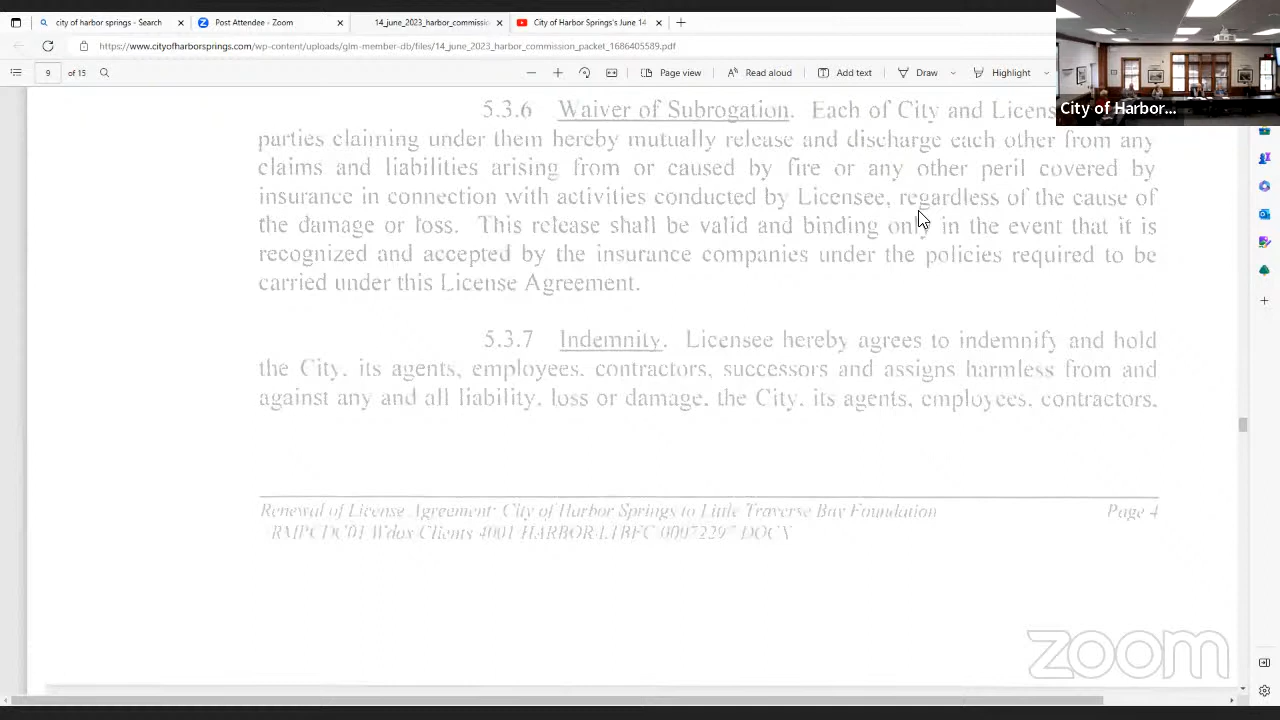 city of harbor springs - Search
Post Attendee - Zoom
14_june_2023_harbor_commissio
City of Harbor Springs's June 14
https://www.cityofharborsprings.com/wp-content/uploads/glm-member-db/files/14_june_2023_harbor_commission_packet_1686405589.pdf
9 of 15
Page view
Read aloud
Add text
Draw
Highlight
City of Harbor...
5.3.6 Waiver of Subrogation. Each of City and Licens
parties claiming under them hereby mutually release and discharge each other from any
claims and liabilities arising from or caused by fire or any other peril covered by
insurance in connection with activities conducted by Licensee, regardless of the cause of
the damage or loss. This release shall be valid and binding only in the event that it is
recognized and accepted by the insurance companies under the policies required to be
carried under this License Agreement.
5.3.7 Indemnity. Licensee hereby agrees to indemnify and hold
the City, its agents, employees, contractors, successors and assigns harmless from and
against any and all liability, loss or damage, the City, its agents, employees, contractors,
Renewal of License Agreement: City of Harbor Springs to Little Traverse Bay Foundation
Page 4
zoom